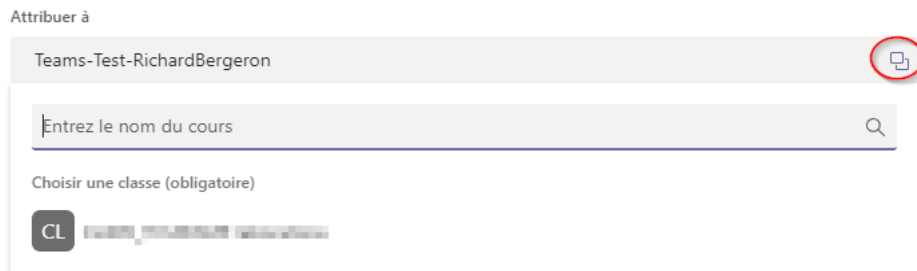 Attribuer à
Teams-Test-RichardBergeron
Entrez le nom du cours
Choisir une classe (obligatoire)
CL